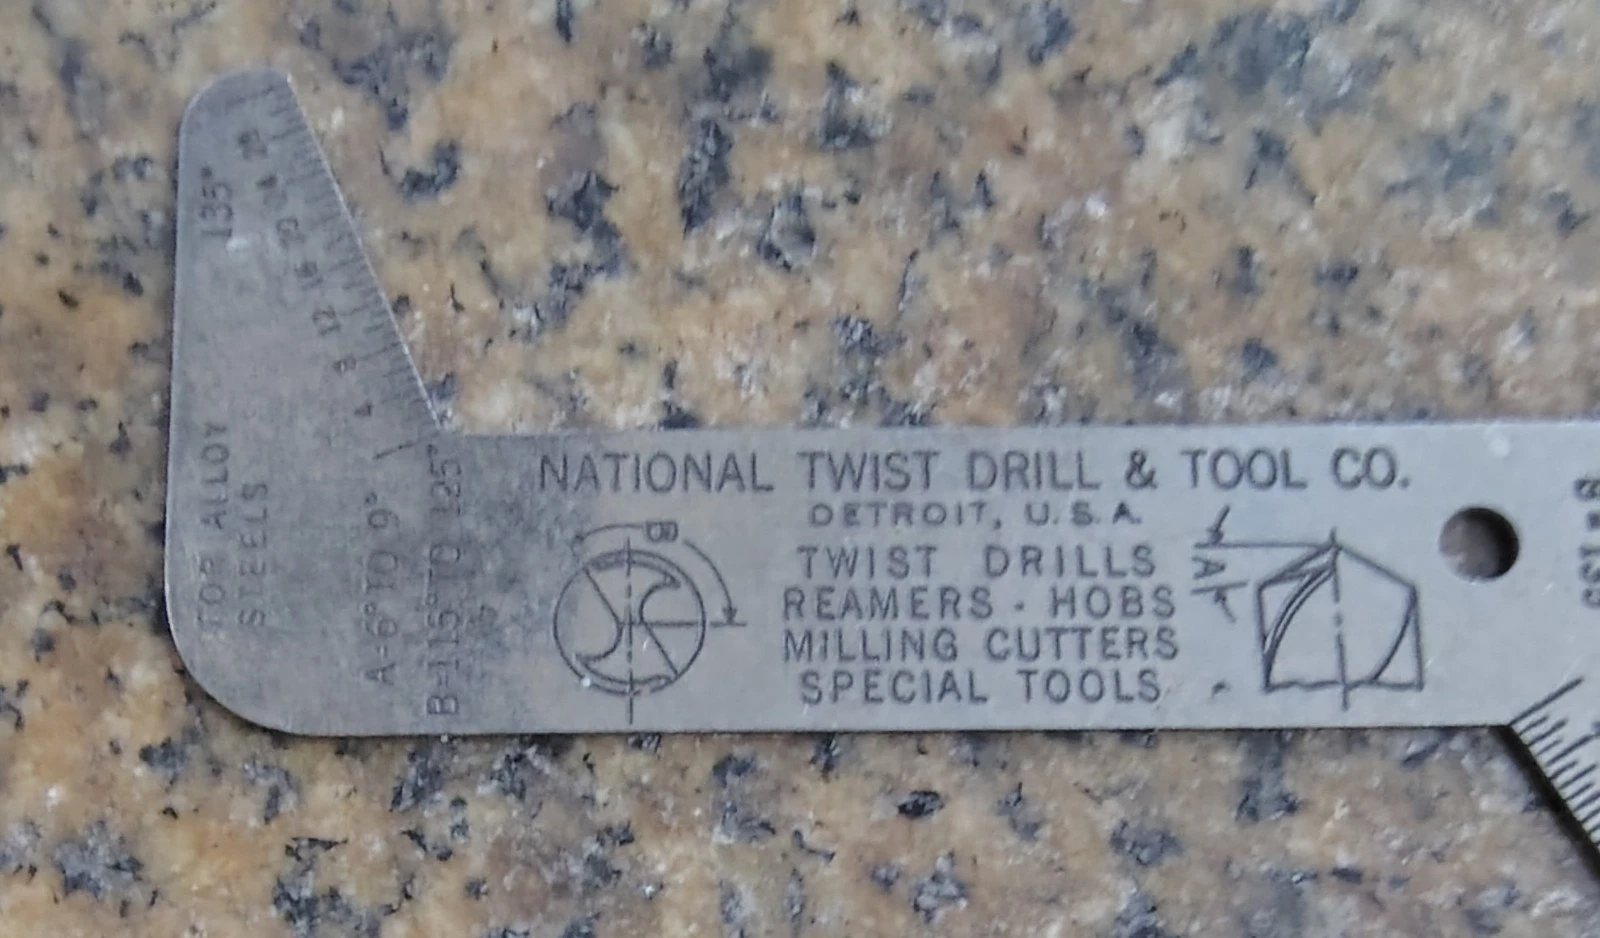 135°
28
24
20
16
12
8
4
FOR ALLOY
STEELS
A=6° TO 9°
B=115° TO 125°
NATIONAL TWIST DRILL & TOOL CO.
DETROIT, U.S.A.
TWIST DRILLS
REAMERS - HOBS
MILLING CUTTERS
SPECIAL TOOLS
B
A